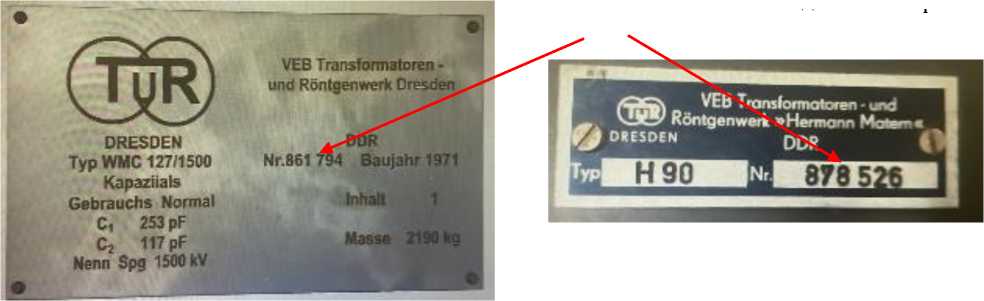 TUR
DRESDEN
Typ WMC 127/1500
Kapaziials
Gebrauchs Normal
C1 253 pF
C2 117 pF
Nenn Spg 1500 kV
VEB Transformatoren -
und Röntgenwerk Dresden
DDR
Nr.861 794 Baujahr 1971
Inhalt 1
Masse 2190 kg
TUR
DRESDEN
VEB Transformatoren - und
Röntgenwerk »Hermann Matern«
DDR
Typ H 90 Nr. 878 526